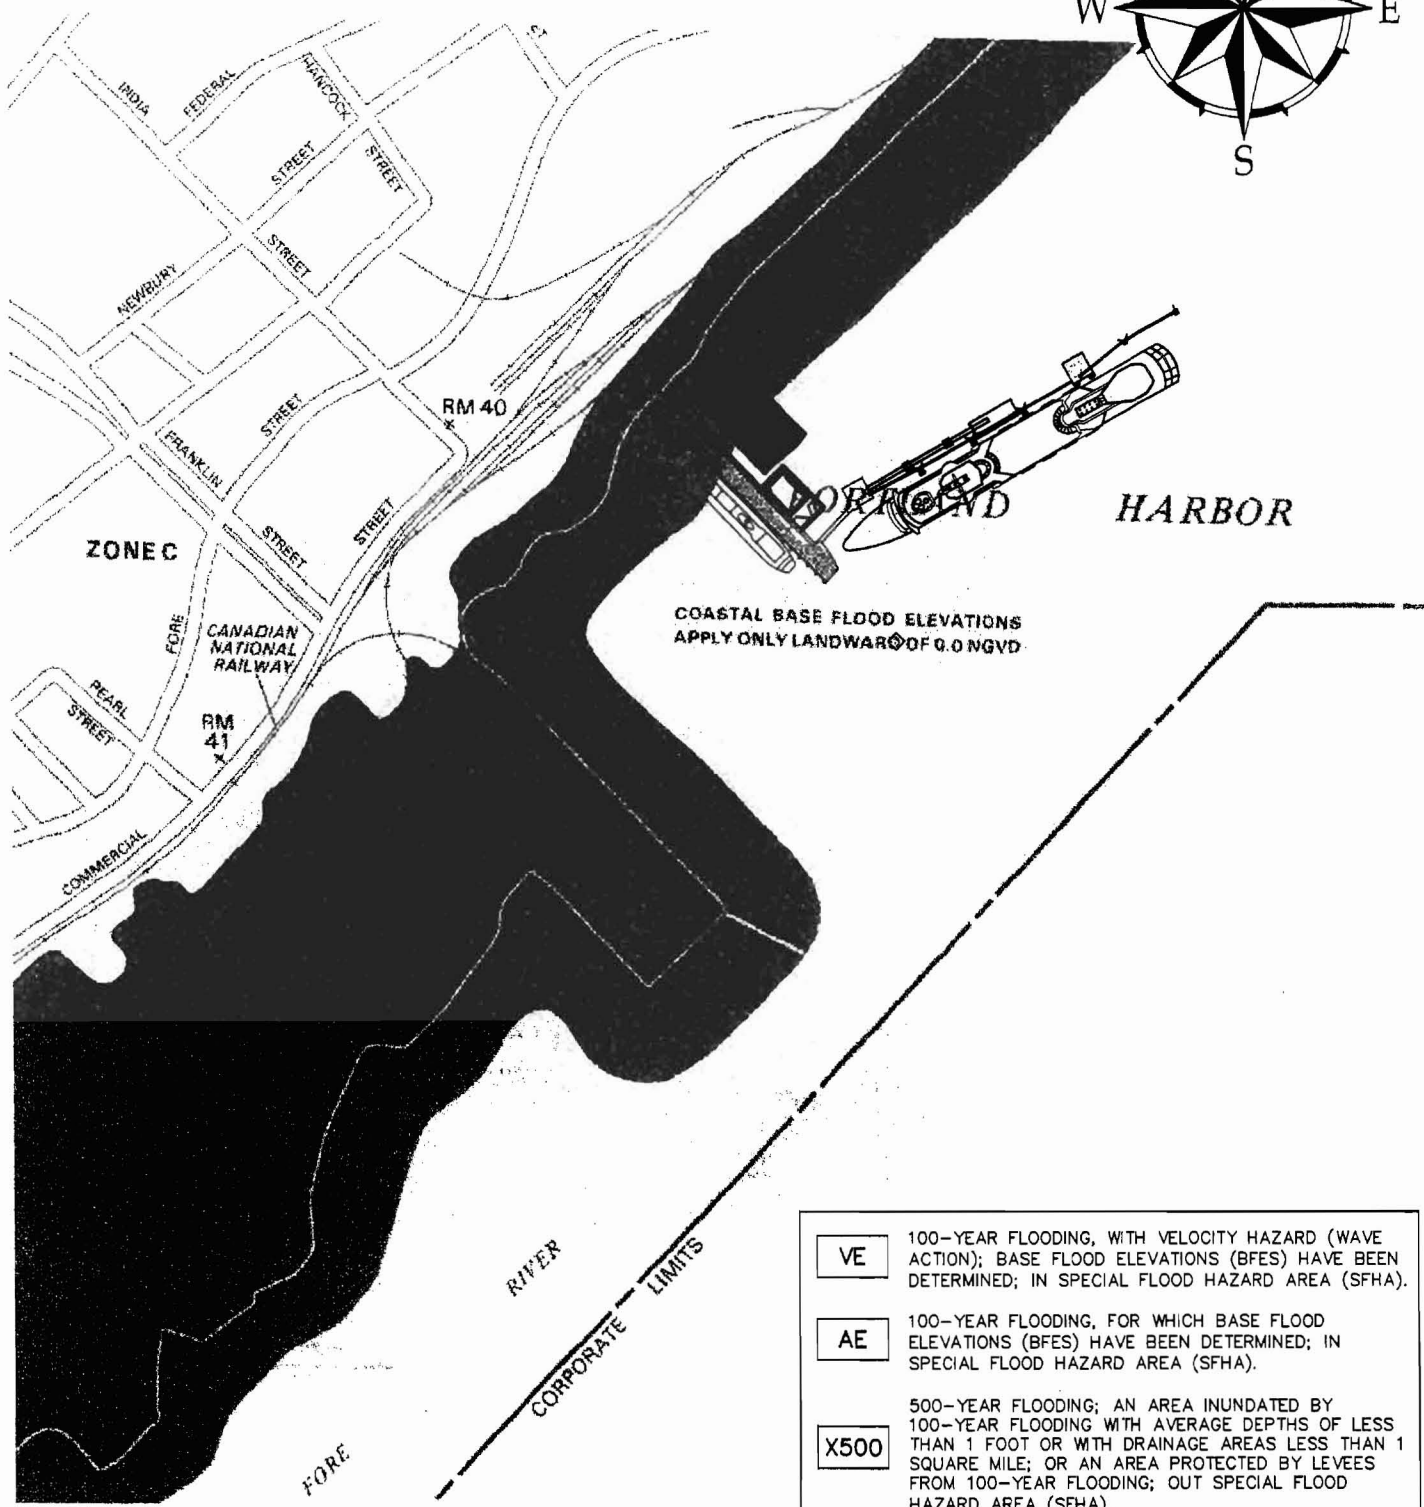 W
E
S
ST
INDIA
FEDERAL
HANCOCK
STREET
STREET
STREET
NEWBURY
RM 40
STREET
FRANKLIN
STREET
STREET
PORTLAND HARBOR
ZONE C
COASTAL BASE FLOOD ELEVATIONS
APPLY ONLY LANDWARD OF 0.0 NGVD
FORE
CANADIAN
NATIONAL
RAILWAY
PEARL
STREET
RM
41
COMMERCIAL
RIVER
LIMITS
CORPORATE
FORE
VE
100-YEAR FLOODING, WITH VELOCITY HAZARD (WAVE
ACTION); BASE FLOOD ELEVATIONS (BFES) HAVE BEEN
DETERMINED; IN SPECIAL FLOOD HAZARD AREA (SFHA).
AE
100-YEAR FLOODING, FOR WHICH BASE FLOOD
ELEVATIONS (BFES) HAVE BEEN DETERMINED; IN
SPECIAL FLOOD HAZARD AREA (SFHA).
X500
500-YEAR FLOODING; AN AREA INUNDATED BY
100-YEAR FLOODING WITH AVERAGE DEPTHS OF LESS
THAN 1 FOOT OR WITH DRAINAGE AREAS LESS THAN 1
SQUARE MILE; OR AN AREA PROTECTED BY LEVEES
FROM 100-YEAR FLOODING; OUT SPECIAL FLOOD
HAZARD AREA (SFHA)